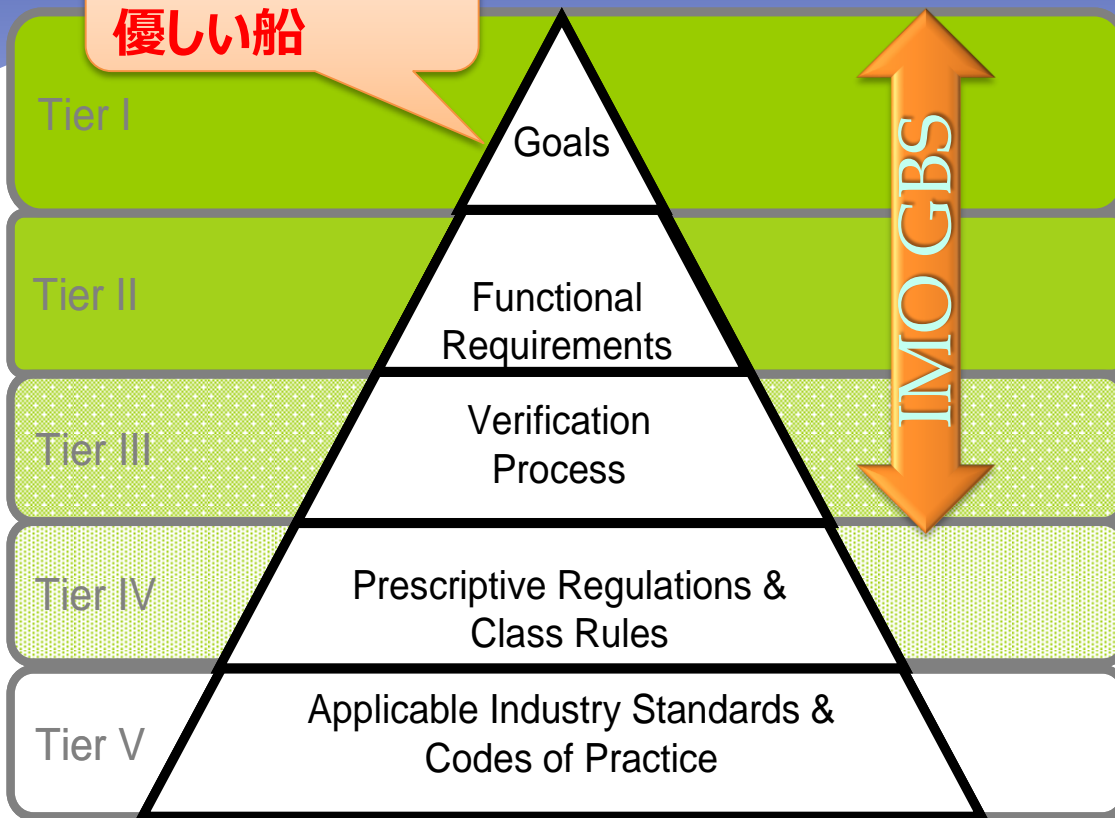 優しい船
Tier I
Goals
IMO GBS
Tier II
Functional
Requirements
Tier III
Verification
Process
Tier IV
Prescriptive Regulations &
Class Rules
Tier V
Applicable Industry Standards &
Codes of Practice